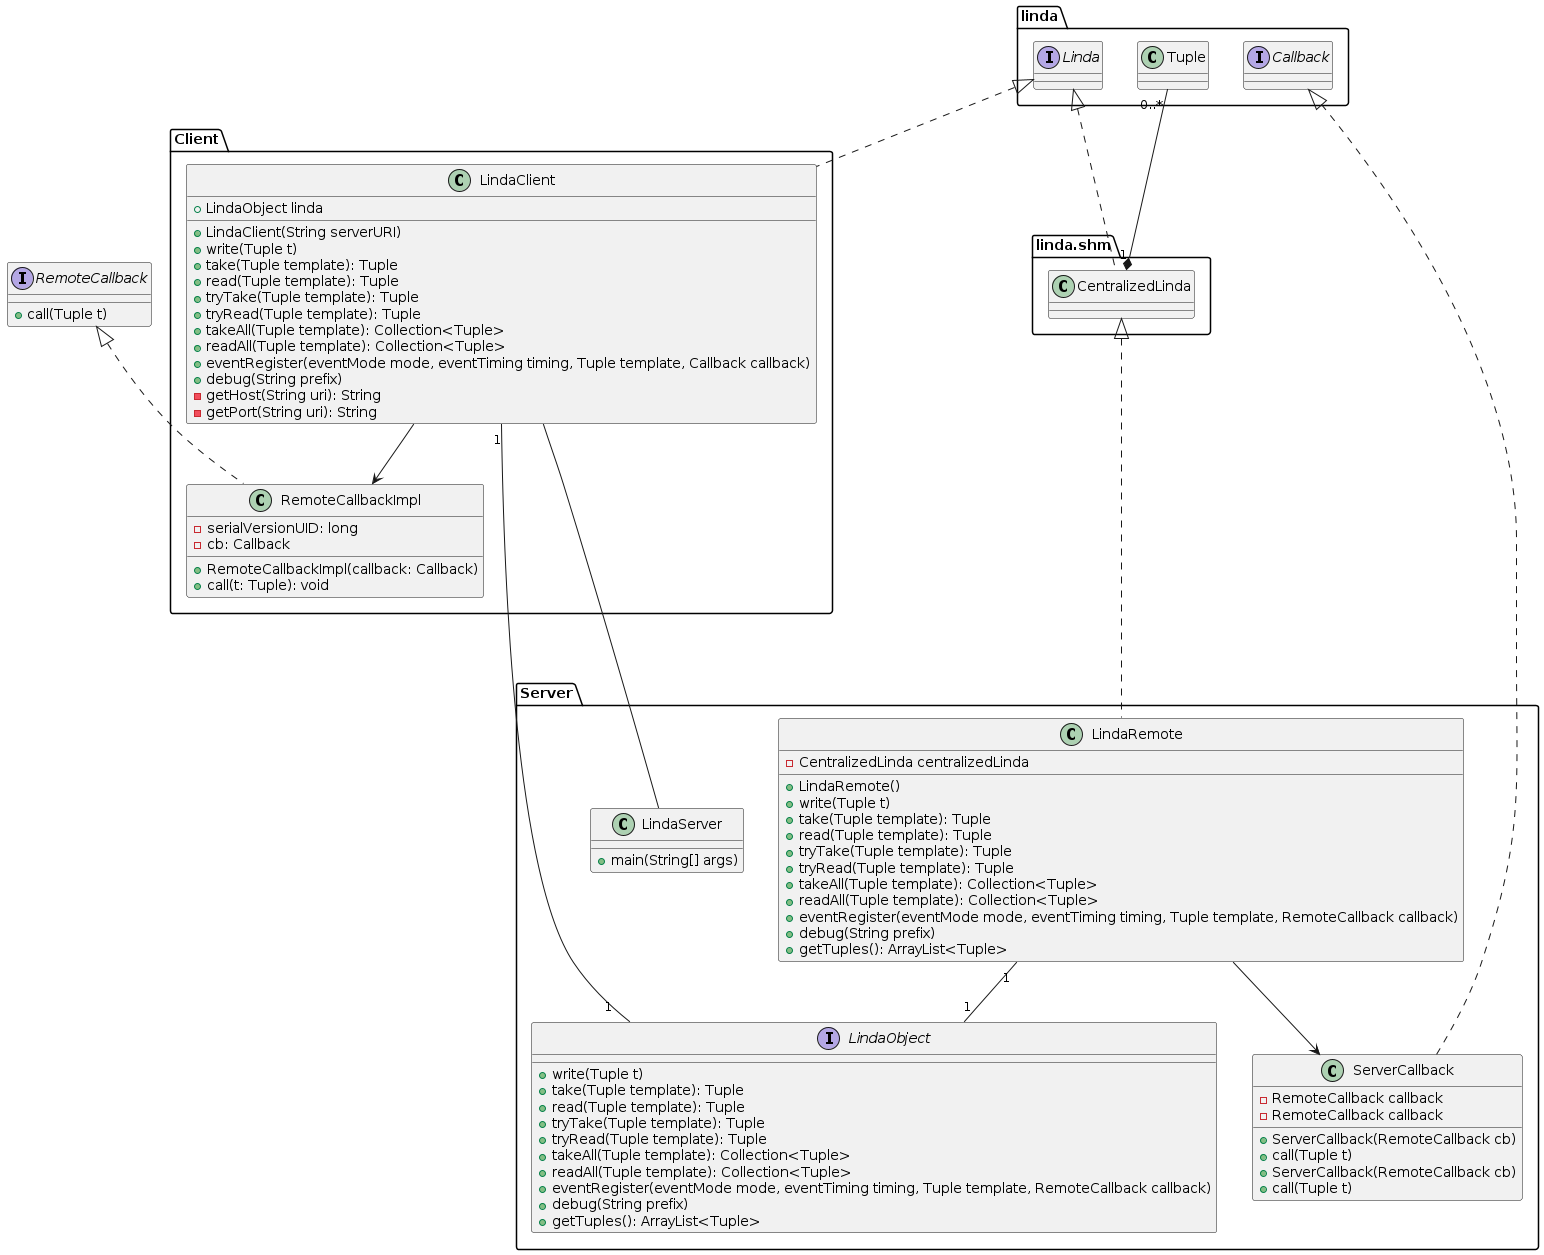 linda
I Linda
C Tuple
I Callback
0..*
Client
C LindaClient
LindaObject linda
LindaClient(String serverURI)
write(Tuple t)
take(Tuple template): Tuple
read(Tuple template): Tuple
tryTake(Tuple template): Tuple
tryRead(Tuple template): Tuple
takeAll(Tuple template): Collection<Tuple>
readAll(Tuple template): Collection<Tuple>
eventRegister(eventMode mode, eventTiming timing, Tuple template, Callback callback)
debug(String prefix)
getHost(String uri): String
getPort(String uri): String
1
linda.shm
1
C CentralizedLinda
I RemoteCallback
call(Tuple t)
C RemoteCallbackImpl
serialVersionUID: long
cb: Callback
RemoteCallbackImpl(callback: Callback)
call(t: Tuple): void
Server
C LindaRemote
CentralizedLinda centralizedLinda
LindaRemote()
write(Tuple t)
take(Tuple template): Tuple
read(Tuple template): Tuple
tryTake(Tuple template): Tuple
tryRead(Tuple template): Tuple
takeAll(Tuple template): Collection<Tuple>
readAll(Tuple template): Collection<Tuple>
eventRegister(eventMode mode, eventTiming timing, Tuple template, RemoteCallback callback)
debug(String prefix)
getTuples(): ArrayList<Tuple>
C LindaServer
main(String[] args)
1
1
1
I LindaObject
write(Tuple t)
take(Tuple template): Tuple
read(Tuple template): Tuple
tryTake(Tuple template): Tuple
tryRead(Tuple template): Tuple
takeAll(Tuple template): Collection<Tuple>
readAll(Tuple template): Collection<Tuple>
eventRegister(eventMode mode, eventTiming timing, Tuple template, RemoteCallback callback)
debug(String prefix)
getTuples(): ArrayList<Tuple>
C ServerCallback
RemoteCallback callback
RemoteCallback callback
ServerCallback(RemoteCallback cb)
call(Tuple t)
ServerCallback(RemoteCallback cb)
call(Tuple t)